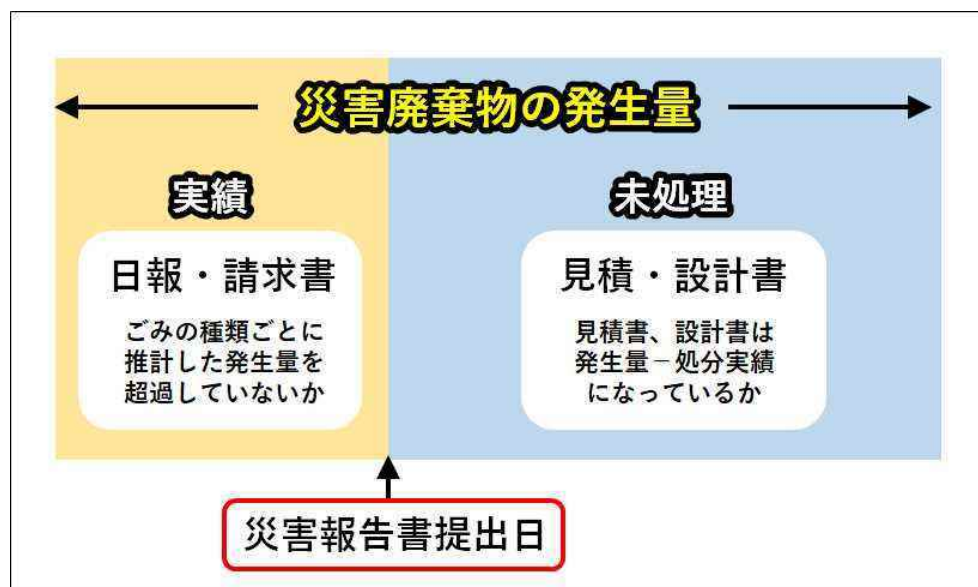 災害廃棄物の発生量
実績
日報・請求書
ごみの種類ごとに
推計した発生量を
超過していないか
未処理
見積・設計書
見積書、設計書は
発生量－処分実績
になっているか
災害報告書提出日